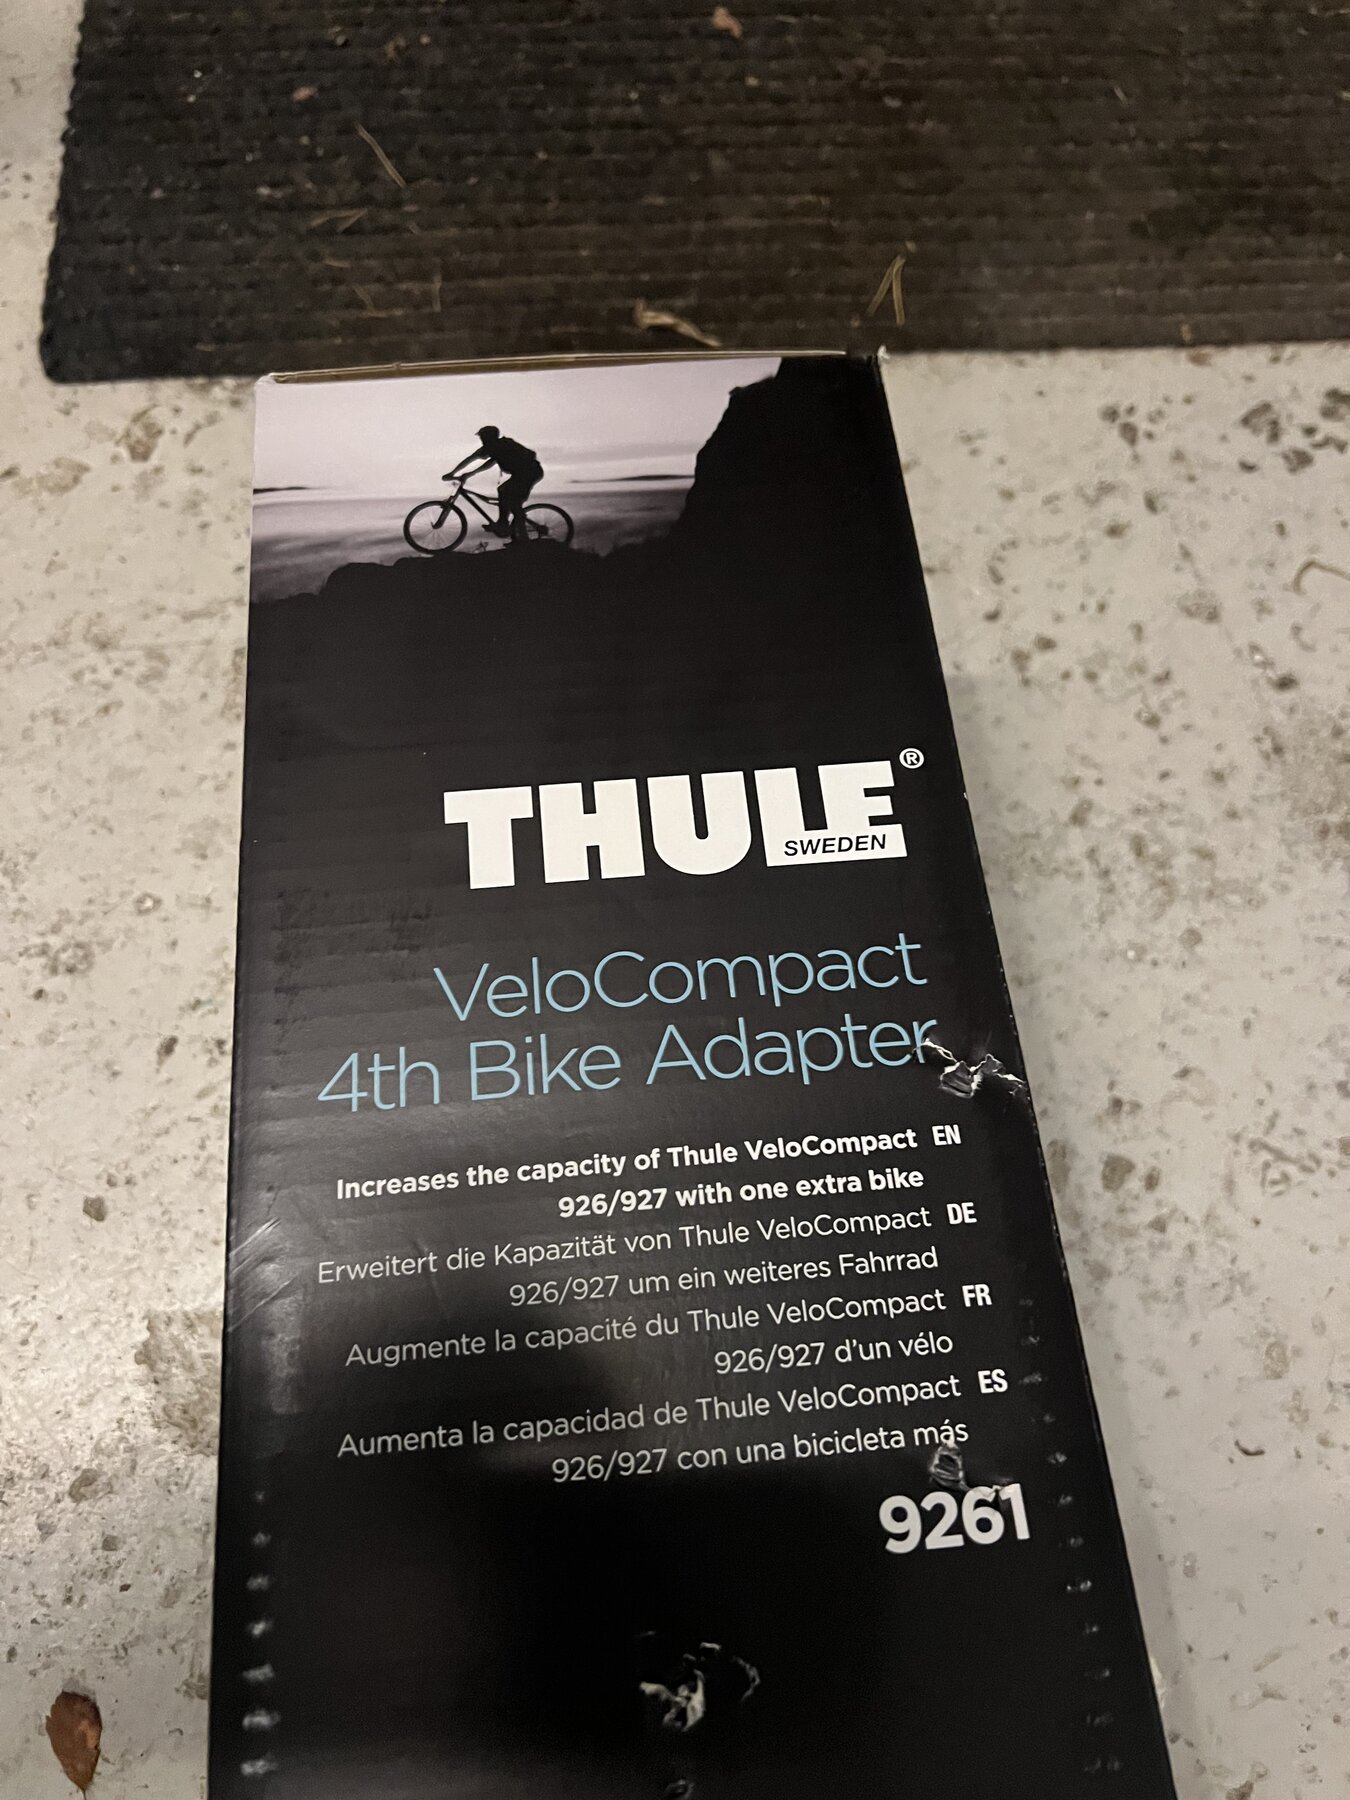 THULE®
SWEDEN
VeloCompact
4th Bike Adapter
Increases the capacity of Thule VeloCompact EN
926/927 with one extra bike
Erweitert die Kapazität von Thule VeloCompact DE
926/927 um ein weiteres Fahrrad
Augmente la capacité du Thule VeloCompact FR
926/927 d'un vélo
Aumenta la capacidad de Thule VeloCompact ES
926/927 con una bicicleta más
9261